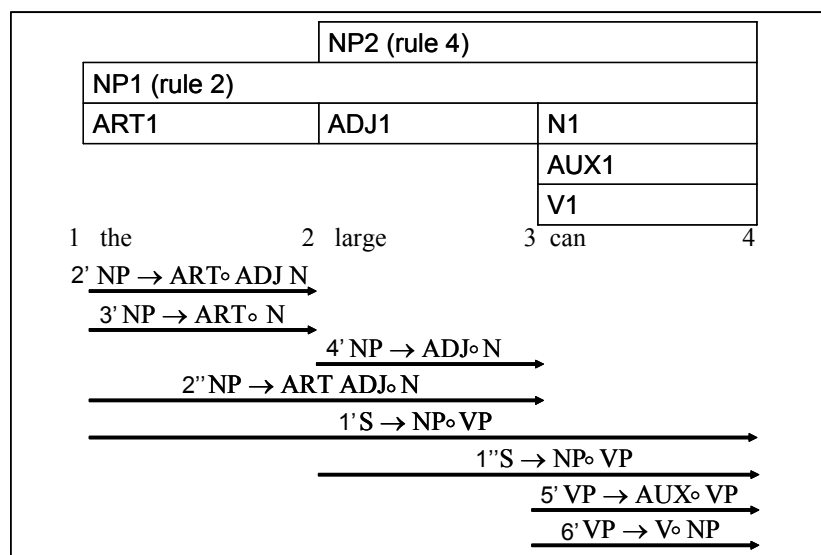 NP2 (rule 4)
NP1 (rule 2)
ART1 ADJ1 N1
AUX1
V1
1 the 2 large 3 can 4
2' NP → ART∘ ADJ N
3' NP → ART∘ N
4' NP → ADJ∘ N
2'' NP → ART ADJ∘ N
1' S → NP∘ VP
1'' S → NP∘ VP
5' VP → AUX∘ VP
6' VP → V∘ NP